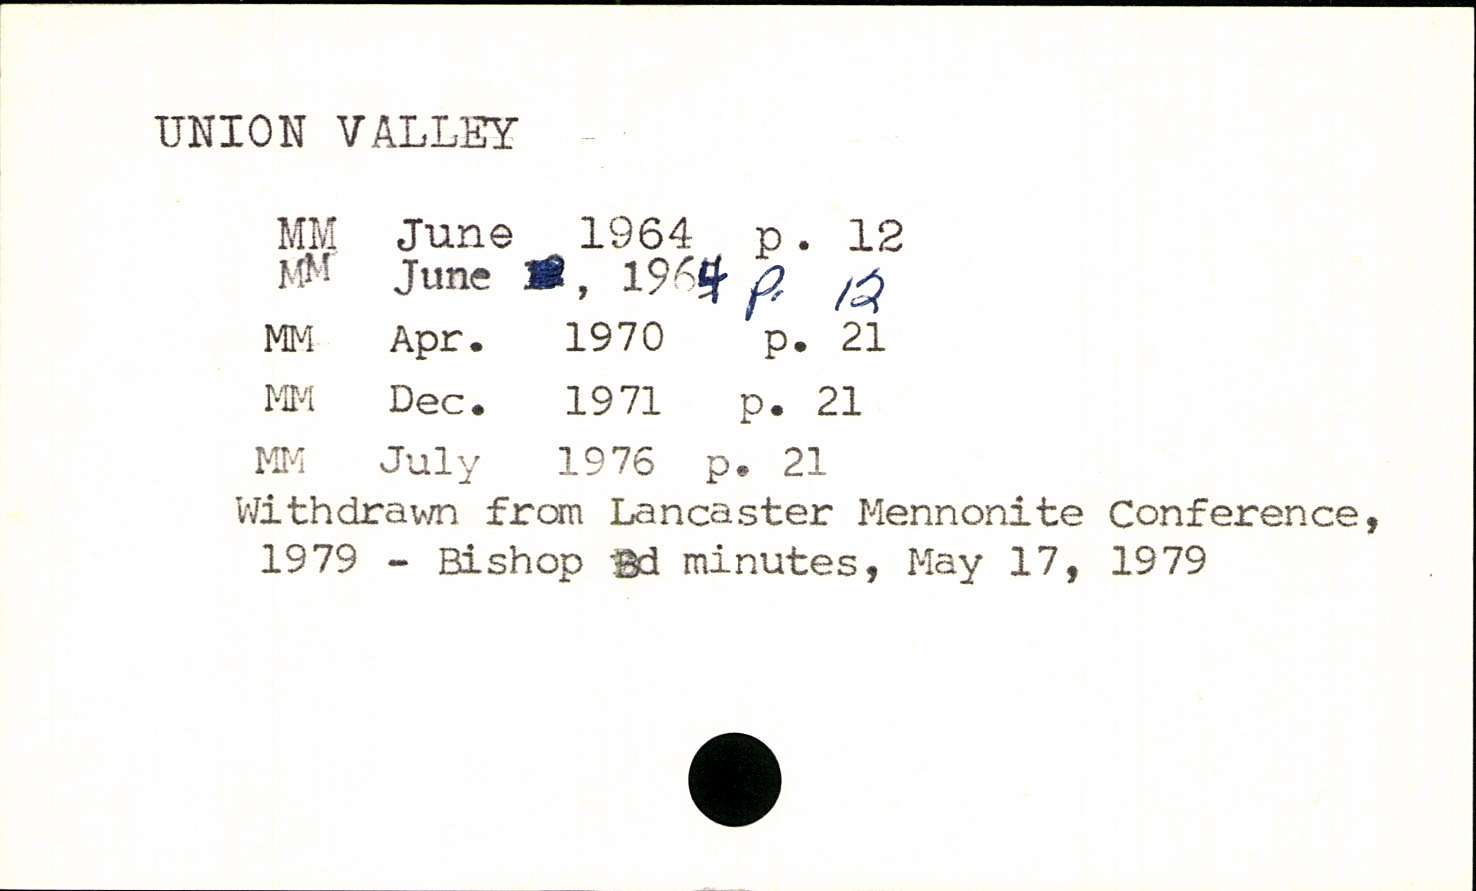 UNION VALLEY
MM June 1964 p. 12
MM June , 1964 p. 12
MM Apr. 1970 p. 21
MM Dec. 1971 p. 21
MM July 1976 p. 21
Withdrawn from Lancaster Mennonite Conference,
1979 - Bishop Bd minutes, May 17, 1979